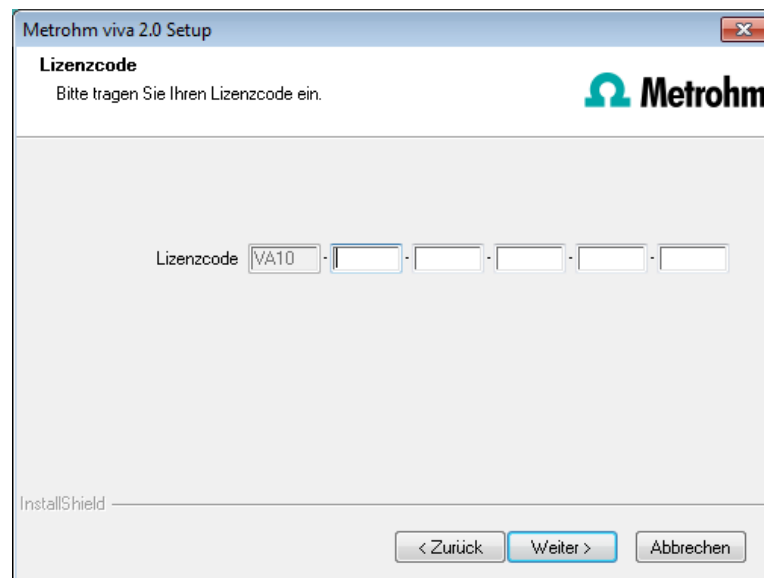 Metrohm viva 2.0 Setup
Lizenzcode
Bitte tragen Sie Ihren Lizenzcode ein.
Metrohm
Lizenzcode VA10 - - - - -
InstallShield
< Zurück Weiter > Abbrechen